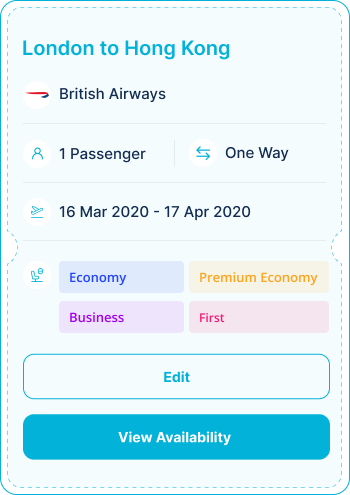 London to Hong Kong
British Airways
1 Passenger One Way
16 Mar 2020 - 17 Apr 2020
Economy Premium Economy
Business First
Edit
View Availability